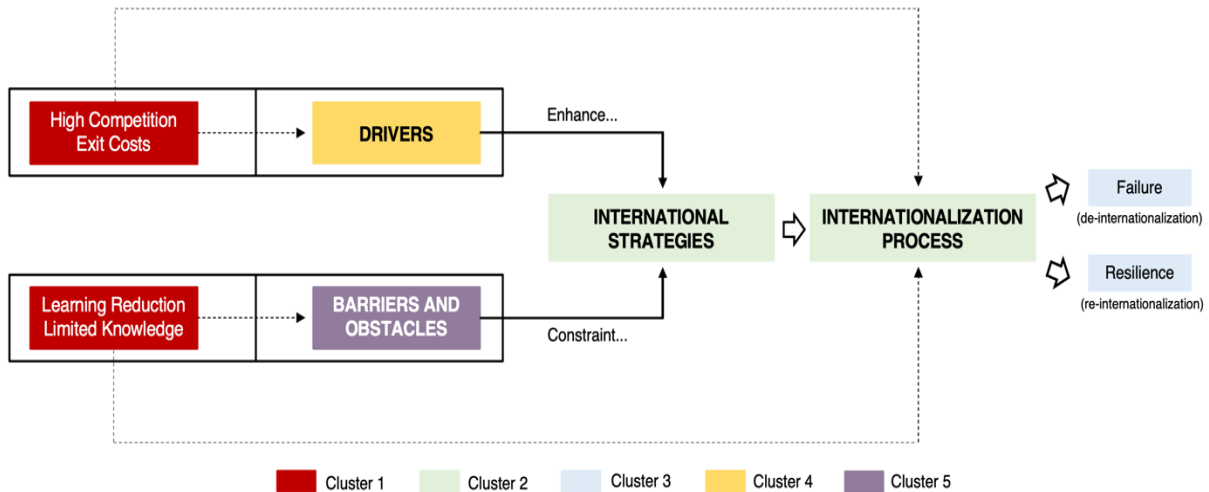 High Competition
Exit Costs
DRIVERS
Enhance...
INTERNATIONAL
STRATEGIES
INTERNATIONALIZATION
PROCESS
Failure
(de-internationalization)
Resilience
(re-internationalization)
Learning Reduction
Limited Knowledge
BARRIERS AND
OBSTACLES
Constraint...
Cluster 1
Cluster 2
Cluster 3
Cluster 4
Cluster 5